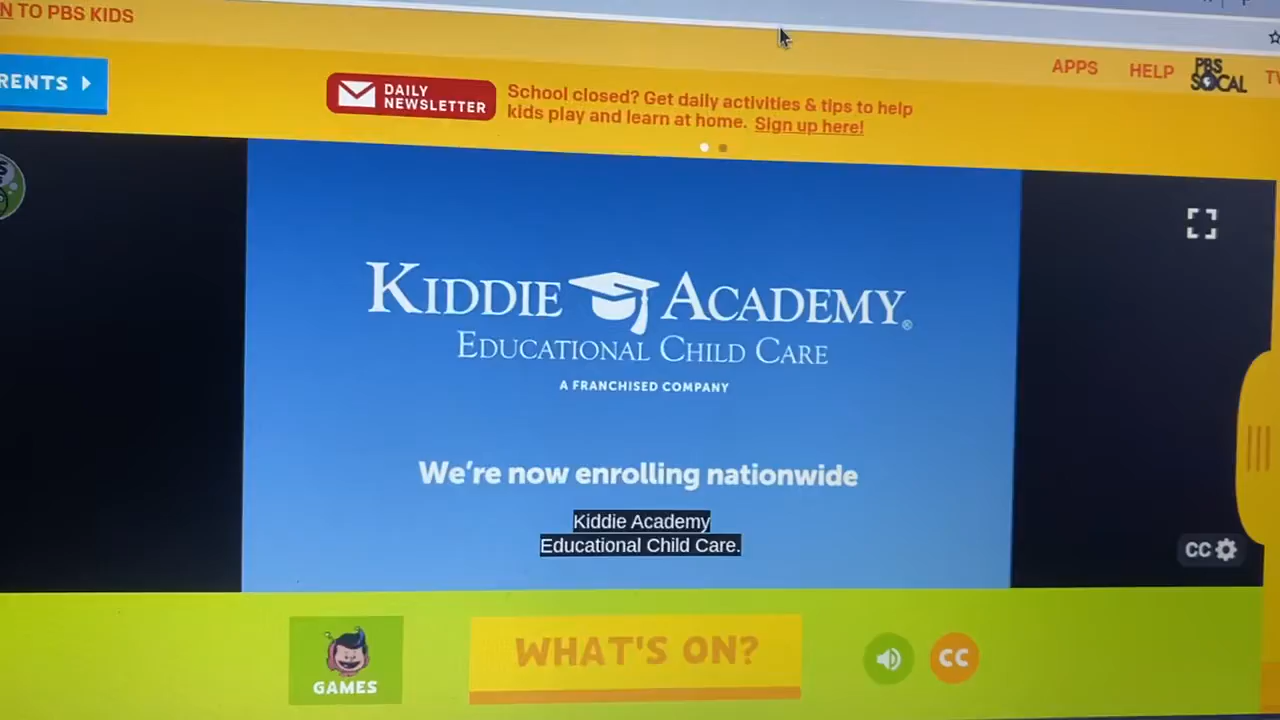 N TO PBS KIDS
RENTS
DAILY
NEWSLETTER
School closed? Get daily activities & tips to help
kids play and learn at home. Sign up here!
APPS
HELP
PBS
SOCAL
TV
KIDDIE ACADEMY®
EDUCATIONAL CHILD CARE
A FRANCHISED COMPANY
We're now enrolling nationwide
Kiddie Academy
Educational Child Care.
CC
GAMES
WHAT'S ON?
CC